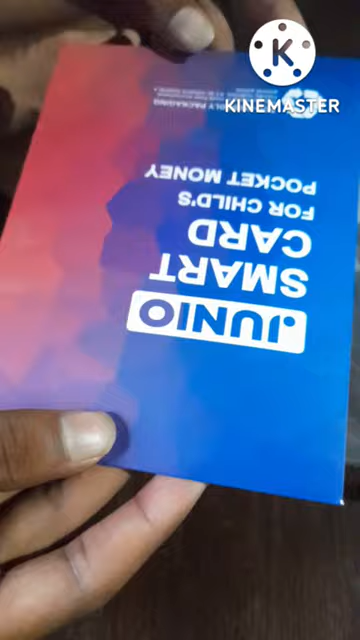 KINEMASTER
JUNIO
SMART
CARD
FOR CHILD'S
POCKET MONEY